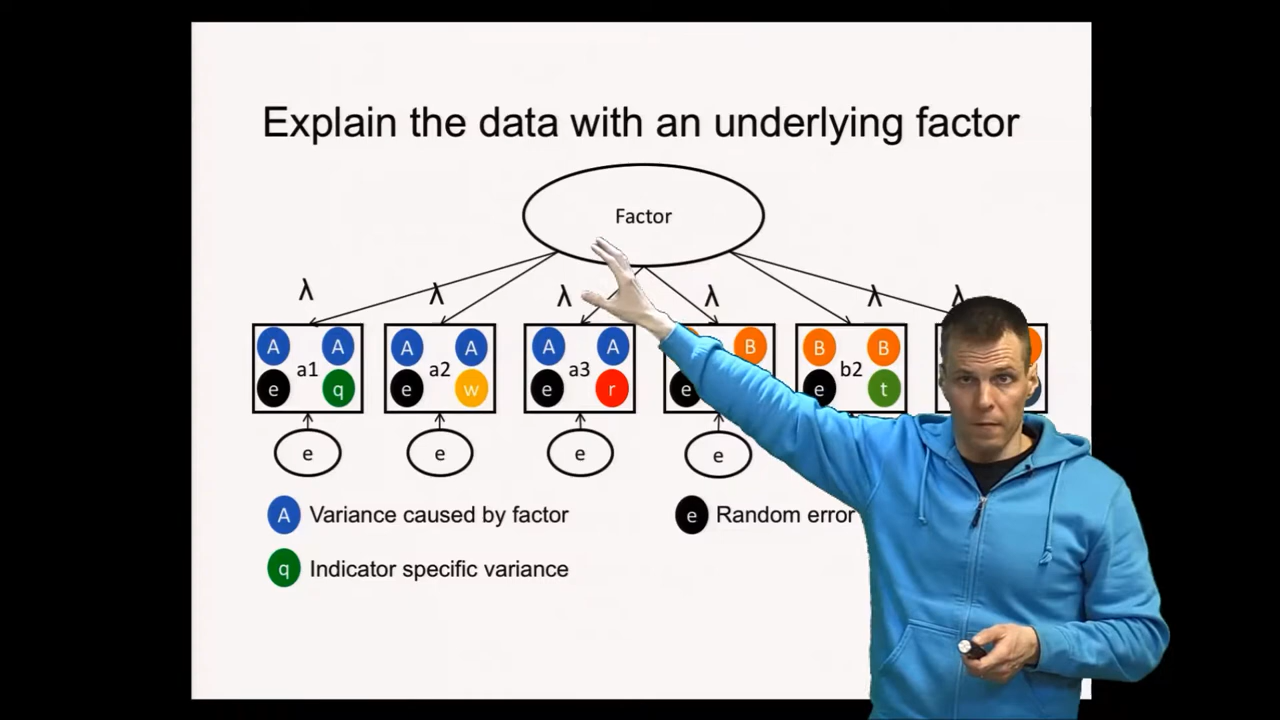 Explain the data with an underlying factor
Factor
λ λ λ λ λ λ
A A A A A A B B B
a1 a2 a3 b2
e q e w e r e e t
e e e e
A Variance caused by factor e Random error
q Indicator specific variance